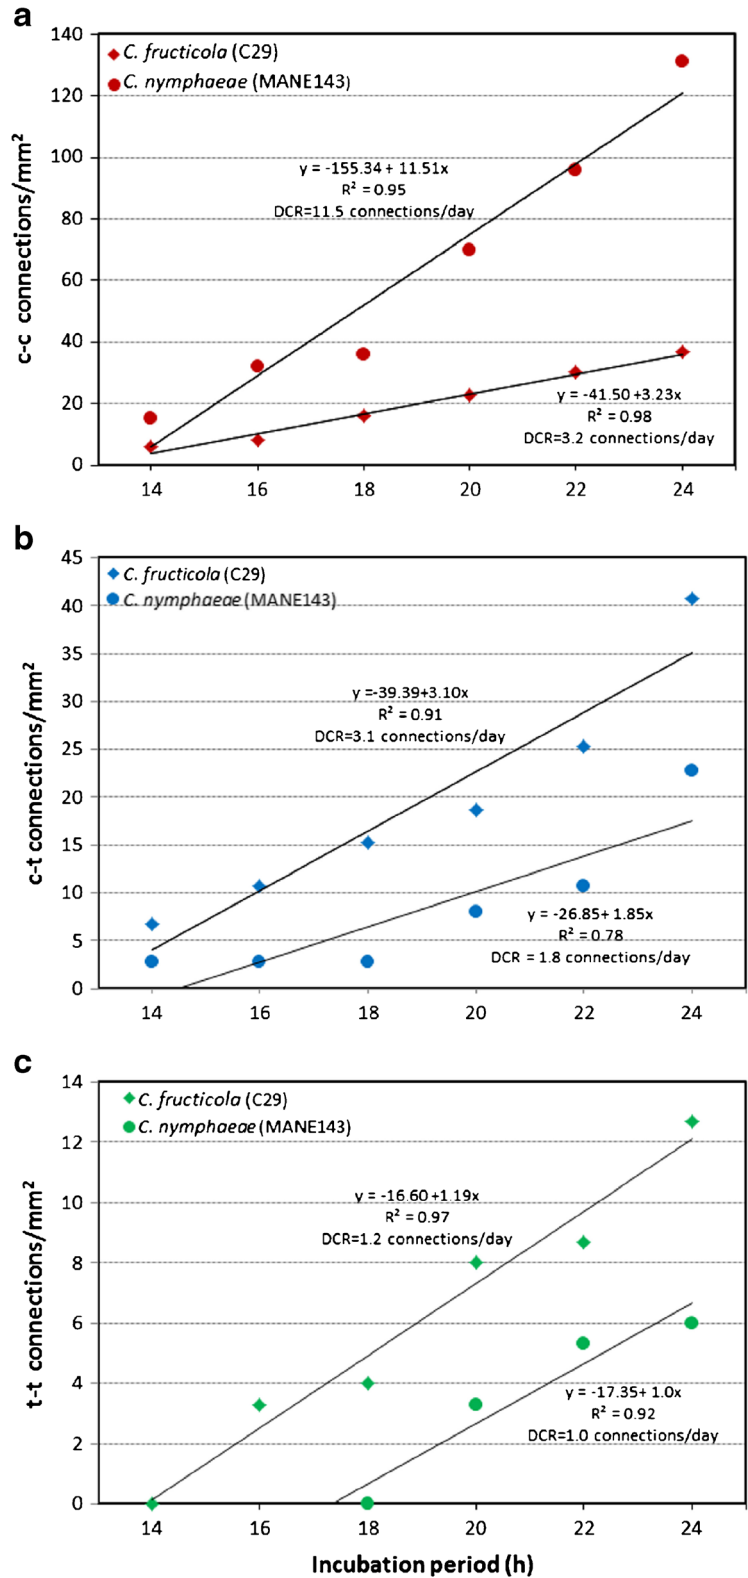 a
140
120
100
80
60
40
20
0
c-c connections/mm²
C. fructicola (C29)
C. nymphaeae (MANE143)
y = -155.34 + 11.51x
R² = 0.95
DCR=11.5 connections/day
y = -41.50 +3.23x
R² = 0.98
DCR=3.2 connections/day
14 16 18 20 22 24
b
45
40
35
30
25
20
15
10
5
0
c-t connections/mm²
C. fructicola (C29)
C. nymphaeae (MANE143)
y =-39.39+3.10x
R² = 0.91
DCR=3.1 connections/day
y = -26.85+ 1.85x
R² = 0.78
DCR = 1.8 connections/day
14 16 18 20 22 24
c
14
12
10
8
6
4
2
0
t-t connections/mm²
C. fructicola (C29)
C. nymphaeae (MANE143)
y = -16.60 +1.19x
R² = 0.97
DCR=1.2 connections/day
y = -17.35+ 1.0x
R² = 0.92
DCR=1.0 connections/day
14 16 18 20 22 24
Incubation period (h)